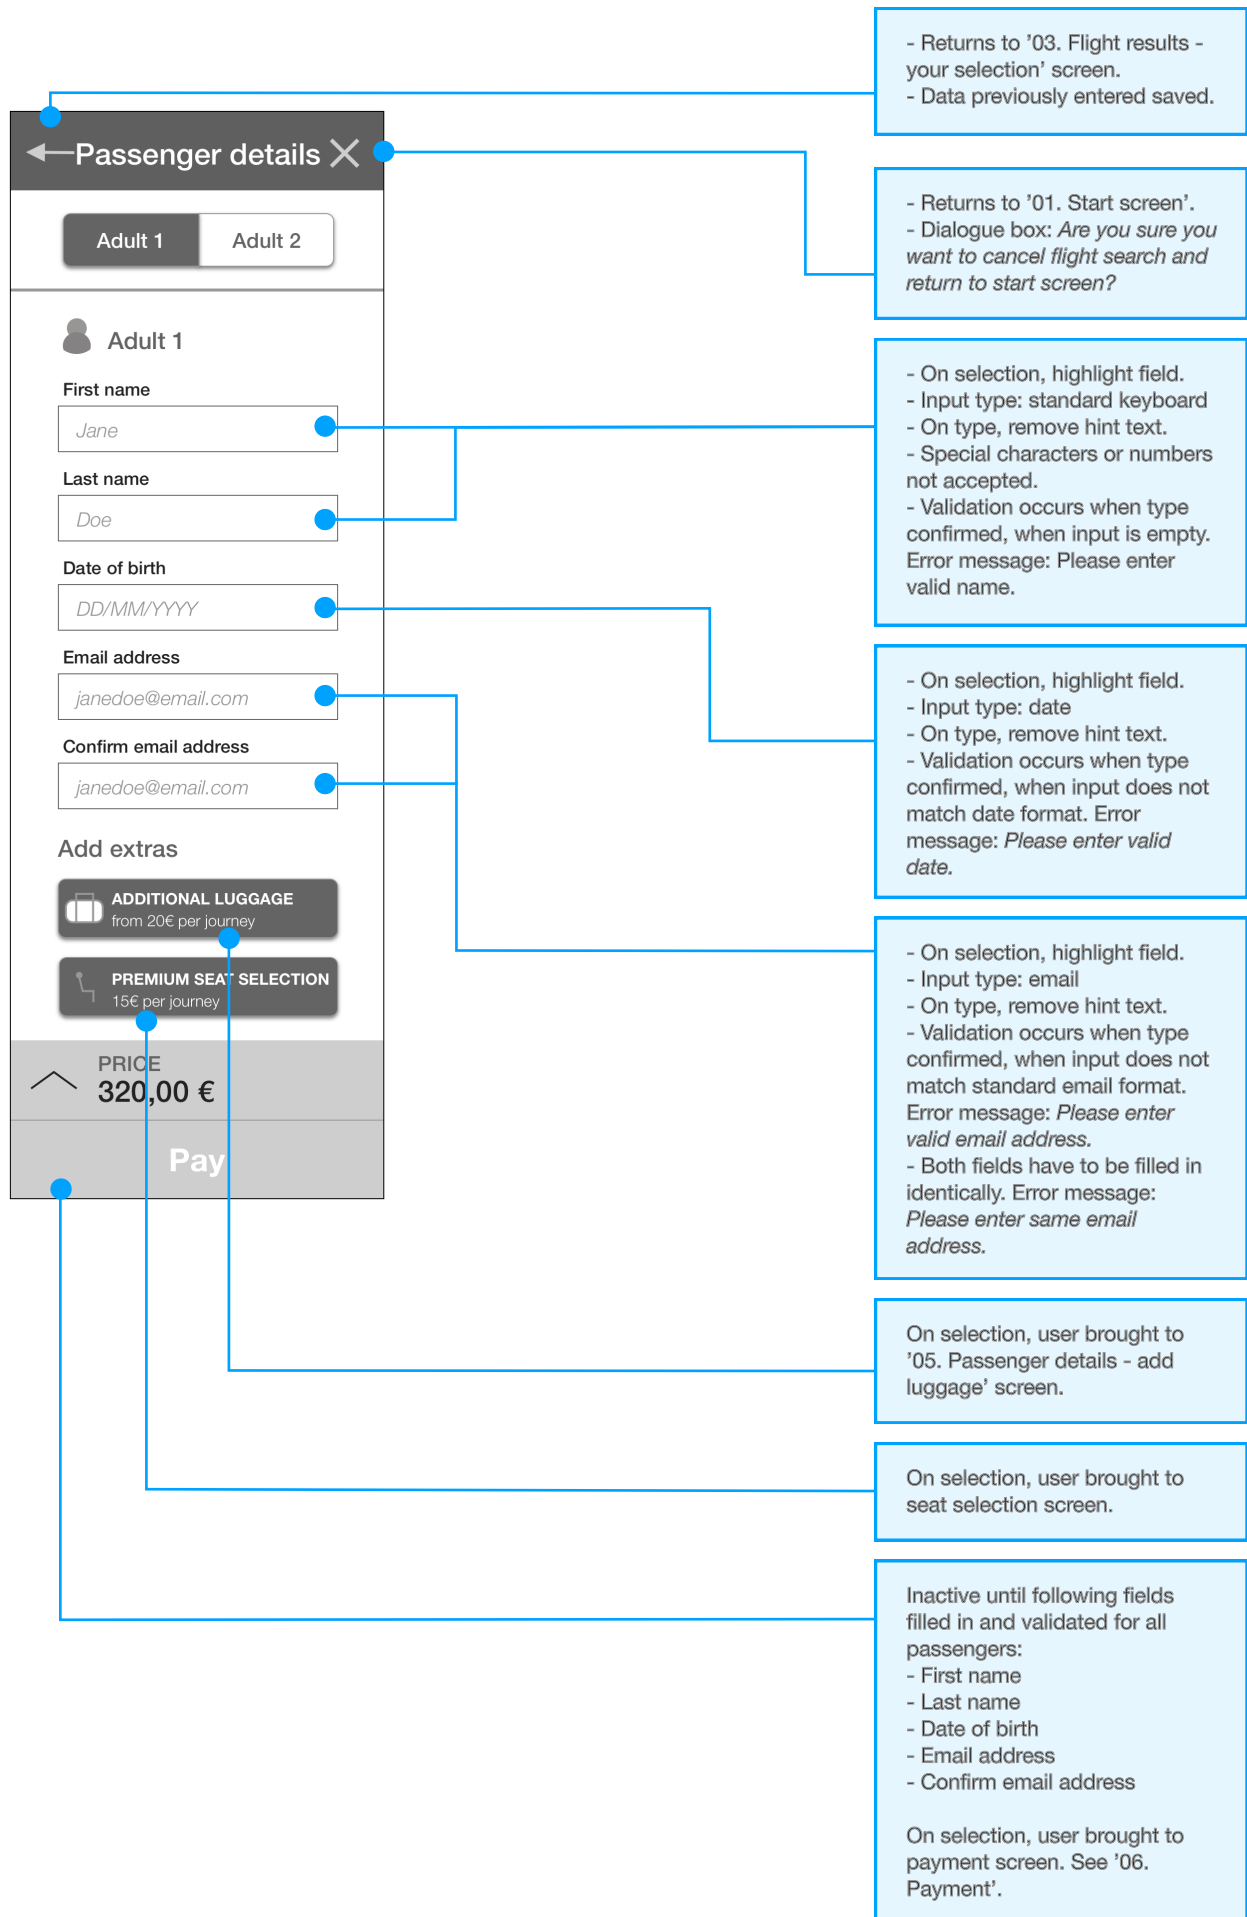 Passenger details
Adult 1
Adult 2
Adult 1
First name
Jane
Last name
Doe
Date of birth
DD/MM/YYYY
Email address
janedoe@email.com
Confirm email address
janedoe@email.com
Add extras
ADDITIONAL LUGGAGE
from 20€ per journey
PREMIUM SEAT SELECTION
15€ per journey
PRICE
320,00 €
Pay
- Returns to ’03. Flight results -
your selection’ screen.
- Data previously entered saved.
- Returns to ’01. Start screen’.
- Dialogue box: Are you sure you
want to cancel flight search and
return to start screen?
- On selection, highlight field.
- Input type: standard keyboard
- On type, remove hint text.
- Special characters or numbers
not accepted.
- Validation occurs when type
confirmed, when input is empty.
Error message: Please enter
valid name.
- On selection, highlight field.
- Input type: date
- On type, remove hint text.
- Validation occurs when type
confirmed, when input does not
match date format. Error
message: Please enter valid
date.
- On selection, highlight field.
- Input type: email
- On type, remove hint text.
- Validation occurs when type
confirmed, when input does not
match standard email format.
Error message: Please enter
valid email address.
- Both fields have to be filled in
identically. Error message:
Please enter same email
address.
On selection, user brought to
’05. Passenger details - add
luggage’ screen.
On selection, user brought to
seat selection screen.
Inactive until following fields
filled in and validated for all
passengers:
- First name
- Last name
- Date of birth
- Email address
- Confirm email address
On selection, user brought to
payment screen. See ’06.
Payment’.